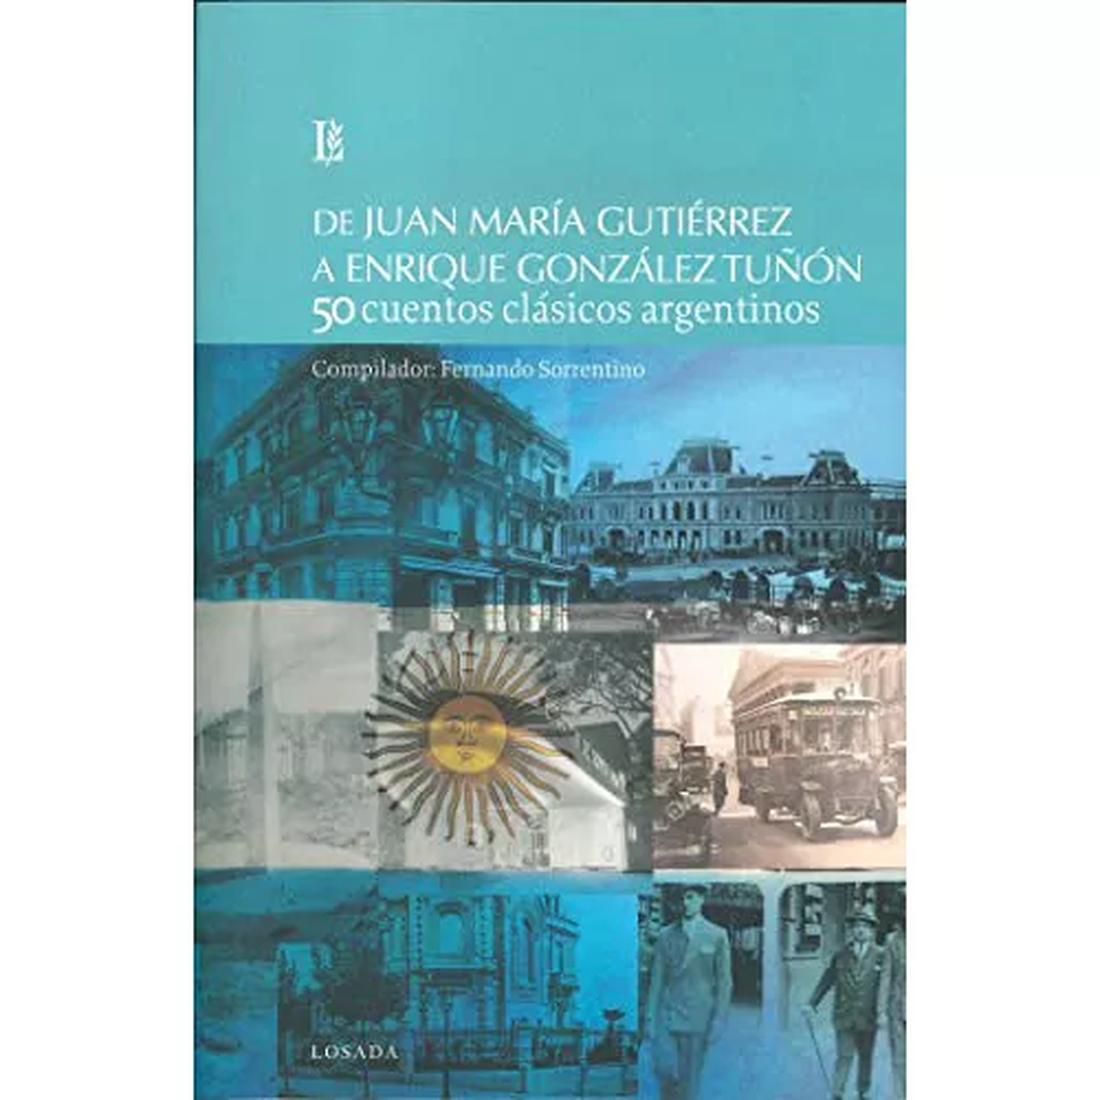 L
DE JUAN MARÍA GUTIÉRREZ
A ENRIQUE GONZÁLEZ TUÑÓN
50 cuentos clásicos argentinos
Compilador: Fernando Sorrentino
LOSADA